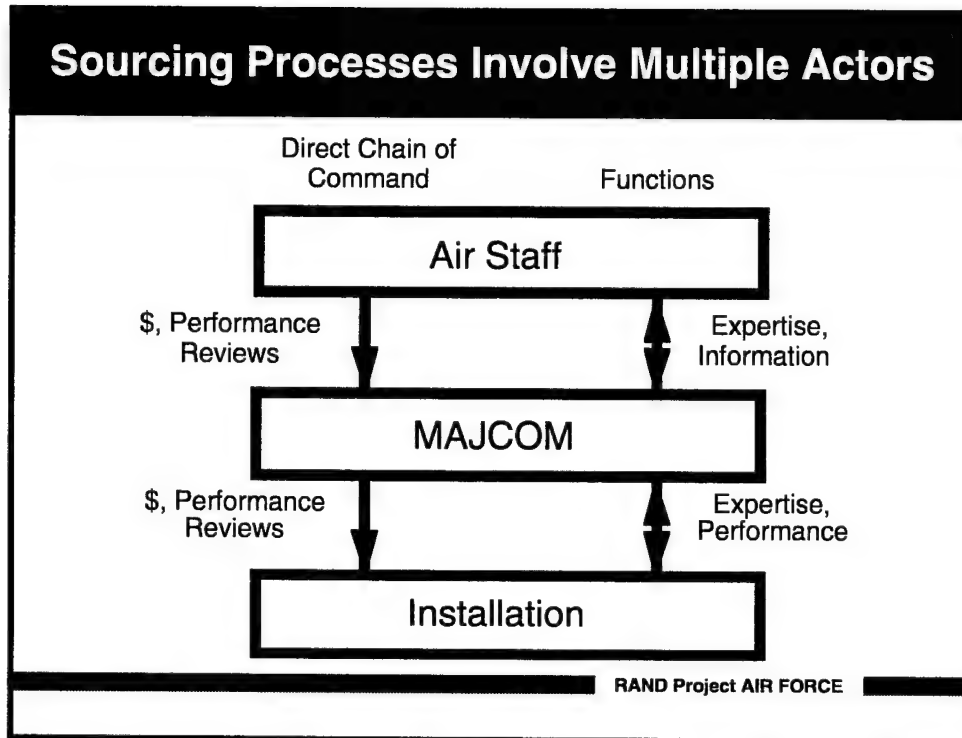 Sourcing Processes Involve Multiple Actors
Direct Chain of
Command
Functions
Air Staff
$, Performance
Reviews
Expertise,
Information
MAJCOM
$, Performance
Reviews
Expertise,
Performance
Installation
RAND Project AIR FORCE